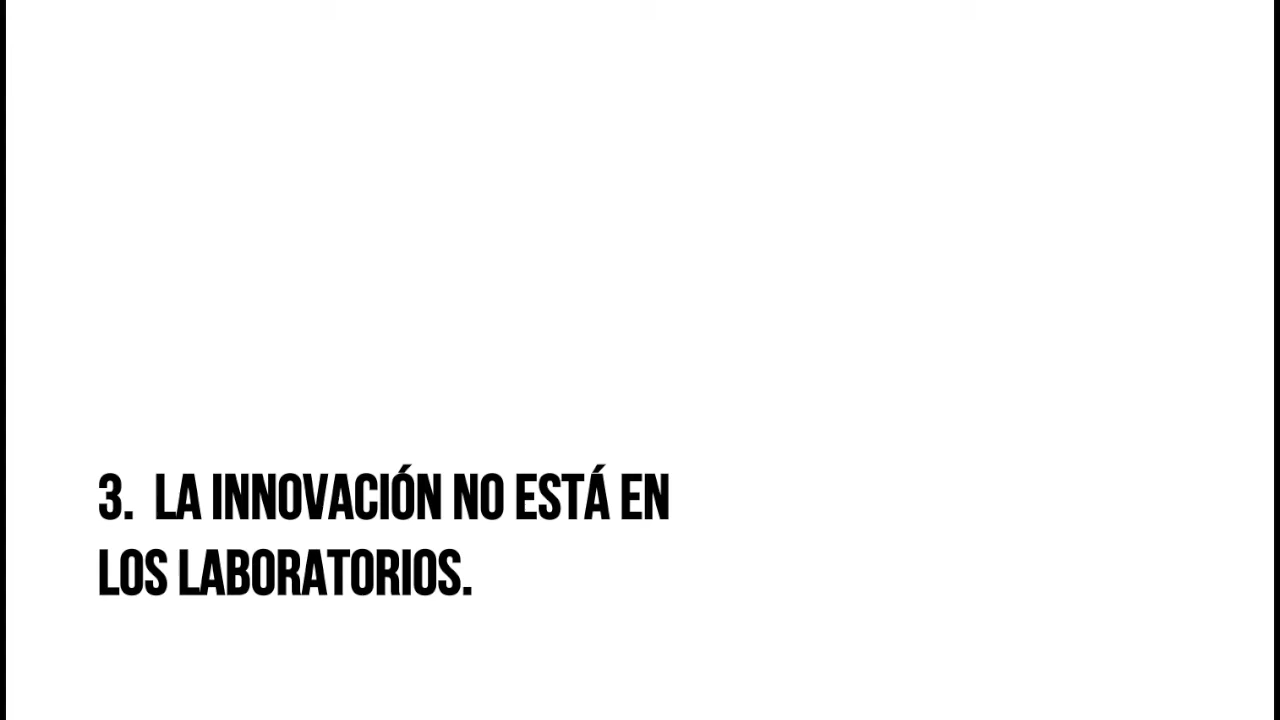 3. LA INNOVACIÓN NO ESTÁ EN
LOS LABORATORIOS.